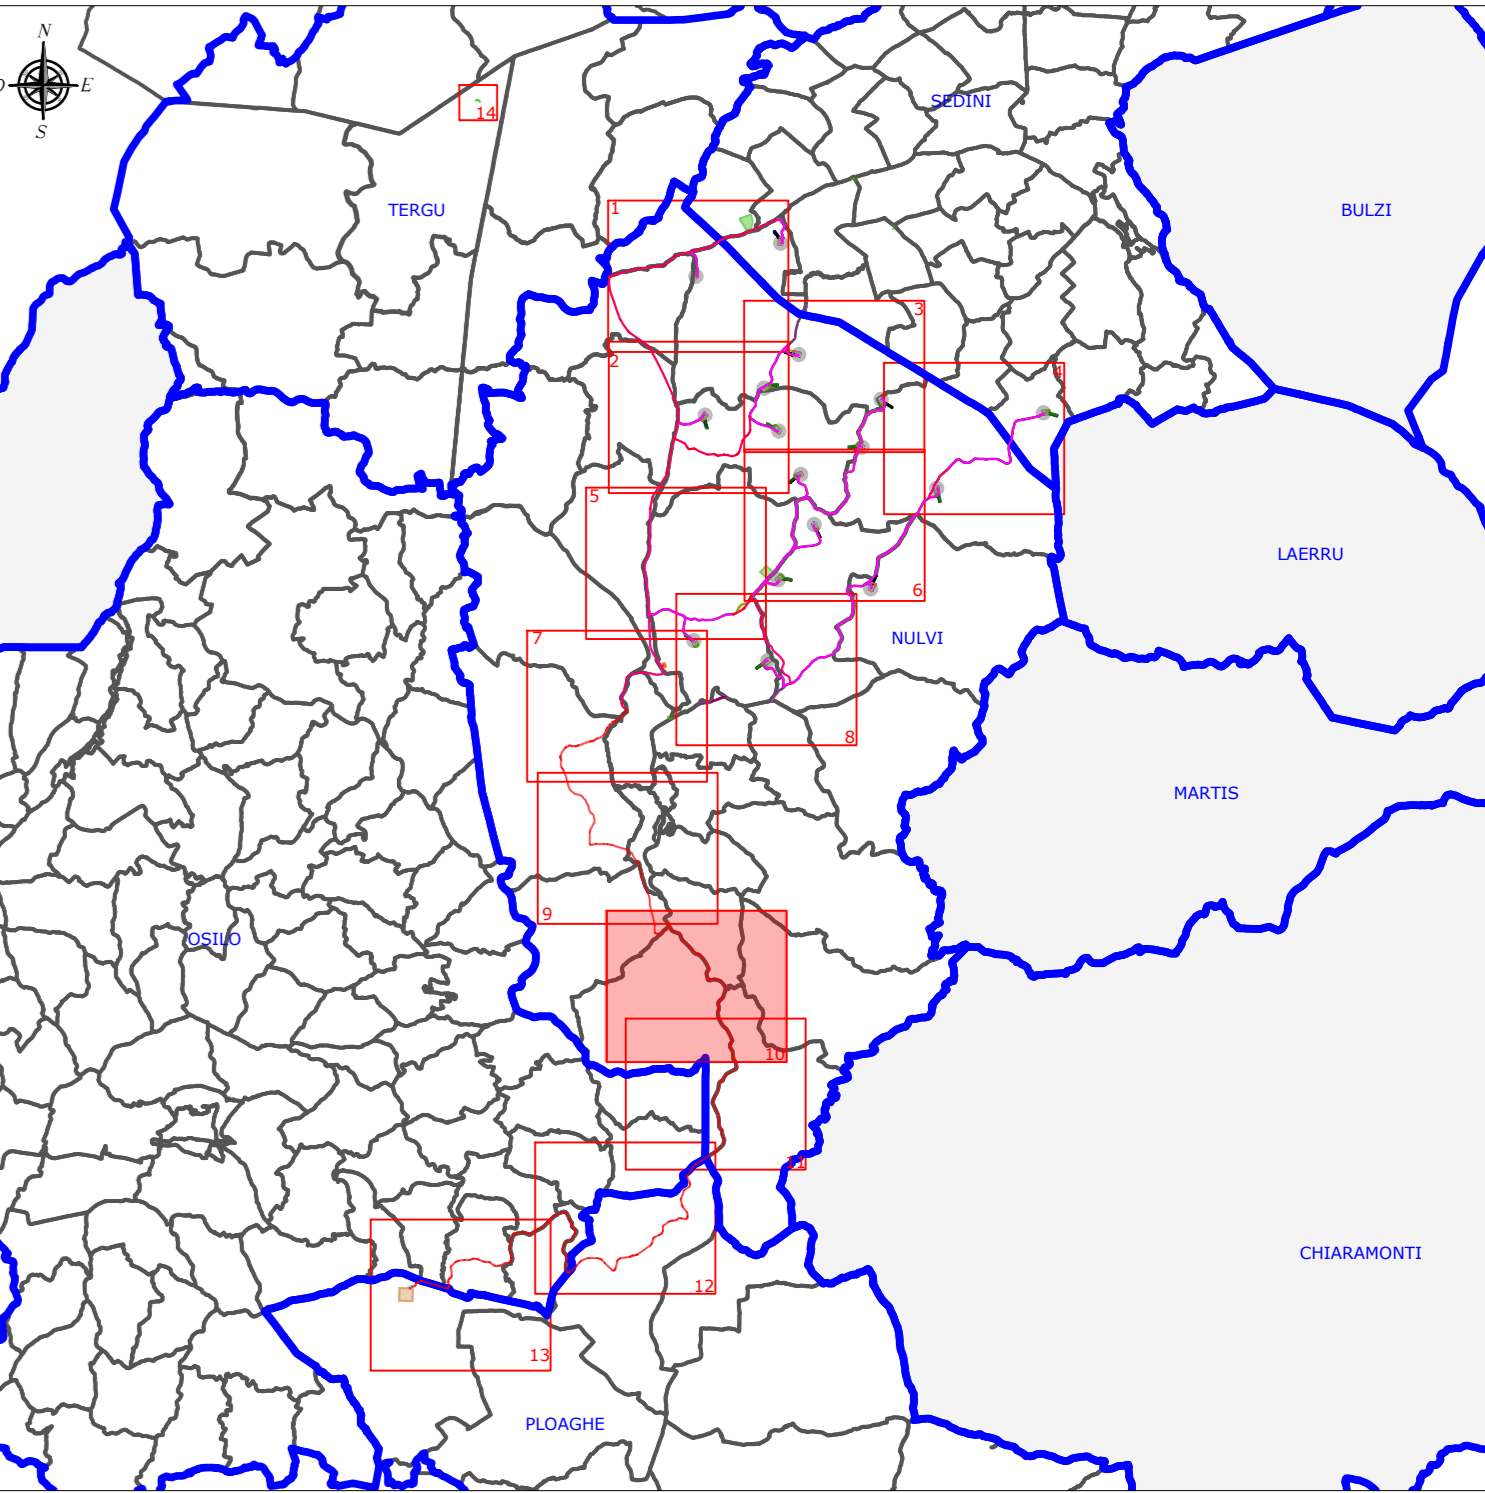 N
O E
S
SEDINI
14
BULZI
TERGU
1
3
2
4
5
LAERRU
6
NULVI
7
8
MARTIS
9
OSILO
10
11
CHIARAMONTI
12
13
PLOAGHE